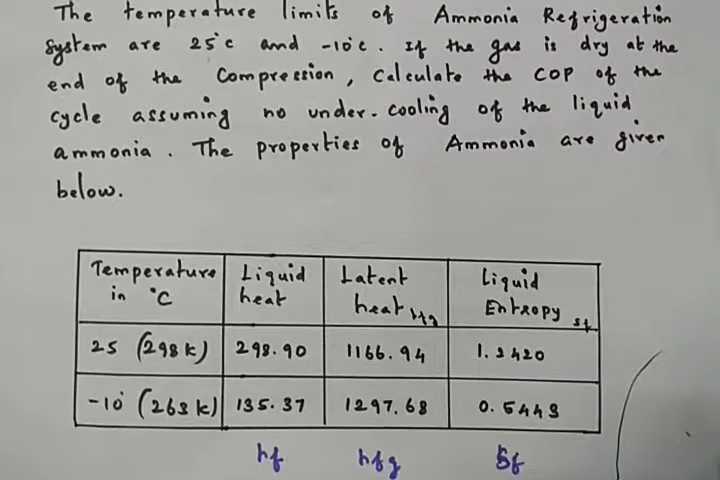 The temperature limits of Ammonia Refrigeration
System are 25°c and -10°c. If the gas is dry at the
end of the Compression, Calculate the COP of the
cycle assuming no under-cooling of the liquid
ammonia. The properties of Ammonia are given
below.
Temperature in °C Liquid heat Latent heat hfg Liquid Entropy sf
25 (298k) 298.90 1166.94 1.2420
-10° (263k) 135.37 1297.68 0.5443
hf hfg Sf